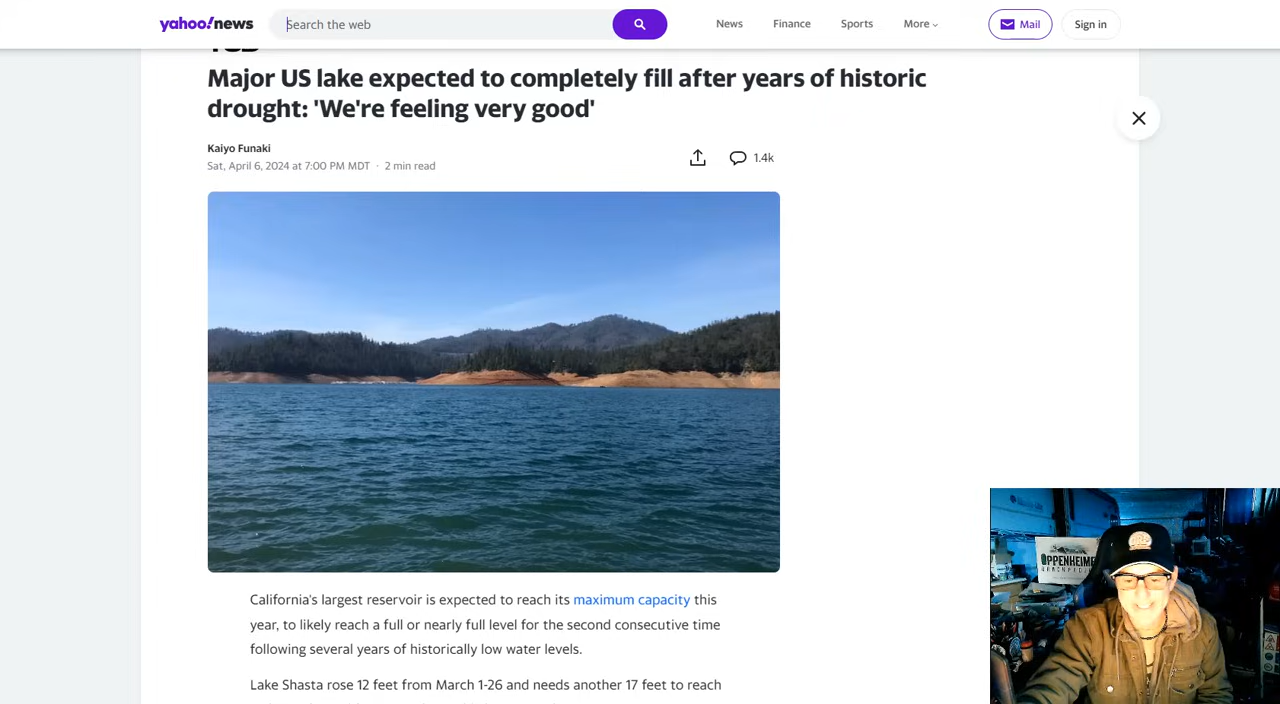 yahoo!news
Search the web
News
Finance
Sports
More
Mail
Sign in
Major US lake expected to completely fill after years of historic
drought: 'We're feeling very good'
Kaiyo Funaki
Sat, April 6, 2024 at 7:00 PM MDT · 2 min read
1.4k
California's largest reservoir is expected to reach its maximum capacity this
year, to likely reach a full or nearly full level for the second consecutive time
following several years of historically low water levels.
Lake Shasta rose 12 feet from March 1-26 and needs another 17 feet to reach